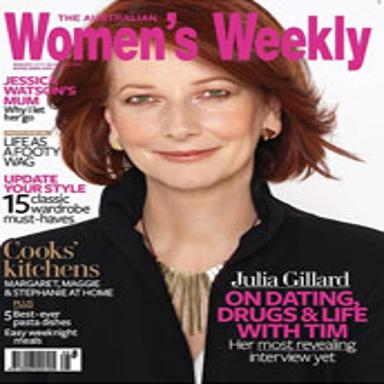 THE AUSTRALIAN
Women's Weekly
JESSICA
WATSON'S
MUM
Why I let
her go
LIFE AS
A FOOTY
WAG
UPDATE
YOUR STYLE
15 classic
wardrobe
must-haves
Cooks'
kitchens
MARGARET, MAGGIE
& STEPHANIE AT HOME
PLUS
5 Best-ever
pasta dishes
Easy weeknight
meals
Julia Gillard
ON DATING,
DRUGS & LIFE
WITH TIM
Her most revealing
interview yet